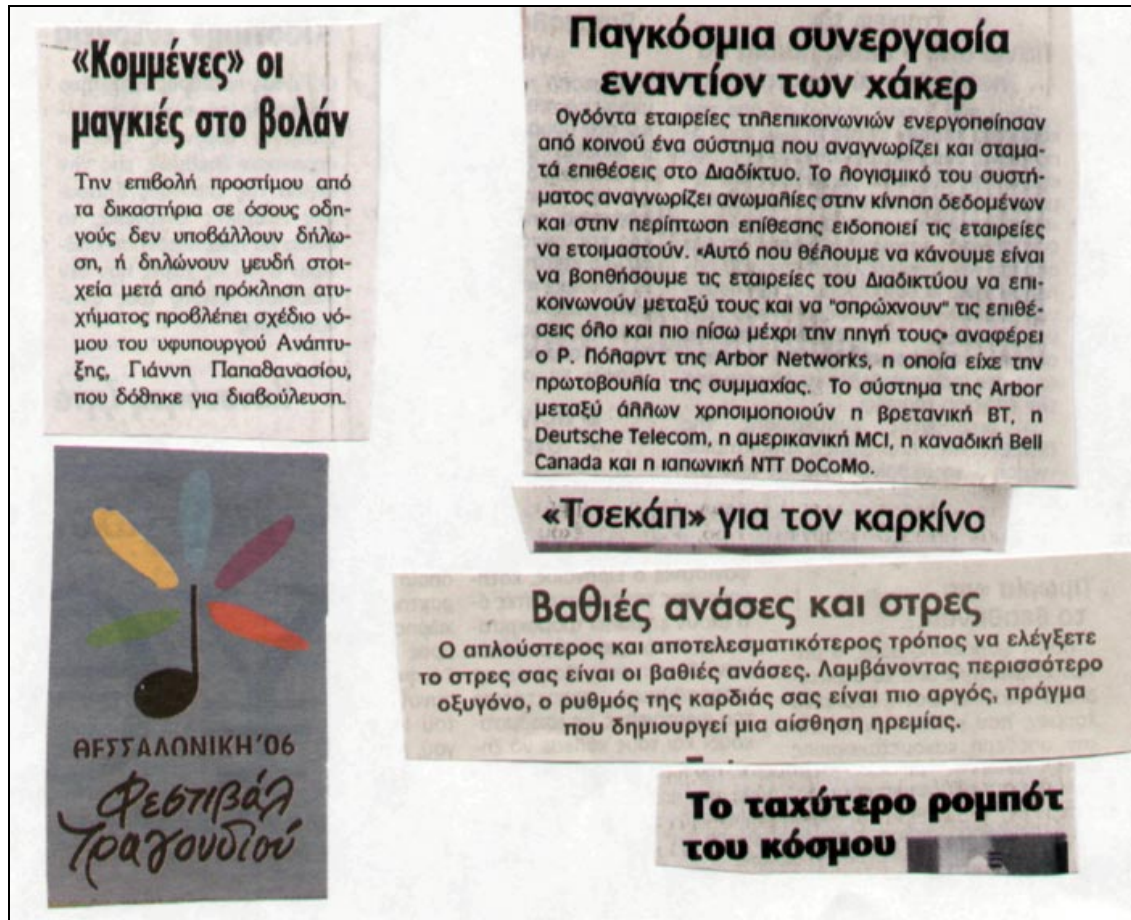 «Κομμένες» οι
μαγκιές στο βολάν
Την επιβολή προστίμου από
τα δικαστήρια σε όσους οδη-
γούς δεν υποβάλλουν δήλω-
ση, ή δηλώνουν ψευδή στοι-
χεία μετά από πρόκληση ατυ-
χήματος προβλέπει σχέδιο νό-
μου του υφυπουργού Ανάπτυ-
ξης, Γιάννη Παπαθανασίου,
που δόθηκε για διαβούλευση.
ΘΕΣΣΑΛΟΝΙΚΗ '06
Φεστιβάλ
Τραγουδιού
Παγκόσμια συνεργασία
εναντίον των χάκερ
Ογδόντα εταιρείες τηλεπικοινωνιών ενεργοποίησαν
από κοινού ένα σύστημα που αναγνωρίζει και σταμα-
τά επιθέσεις στο Διαδίκτυο. Το λογισμικό του συστή-
ματος αναγνωρίζει ανωμαλίες στην κίνηση δεδομένων
και στην περίπτωση επίθεσης ειδοποιεί τις εταιρείες
να ετοιμαστούν. «Αυτό που θέλουμε να κάνουμε είναι
να βοηθήσουμε τις εταιρείες του Διαδικτύου να επι-
κοινωνούν μεταξύ τους και να "σπρώχνουν" τις επιθέ-
σεις όλο και πιο πίσω μέχρι την πηγή τους» αναφέρει
ο Ρ. Πόλαρντ της Arbor Networks, η οποία είχε την
πρωτοβουλία της συμμαχίας. Το σύστημα της Arbor
μεταξύ άλλων χρησιμοποιούν η βρετανική BT, η
Deutsche Telecom, η αμερικανική MCI, η καναδική Bell
Canada και η ιαπωνική NTT DoCoMo.
«Τσεκάπ» για τον καρκίνο
Βαθιές ανάσες και στρες
Ο απλούστερος και αποτελεσματικότερος τρόπος να ελέγξετε
το στρες σας είναι οι βαθιές ανάσες. Λαμβάνοντας περισσότερο
οξυγόνο, ο ρυθμός της καρδιάς σας είναι πιο αργός, πράγμα
που δημιουργεί μια αίσθηση ηρεμίας.
Το ταχύτερο ρομπότ
του κόσμου